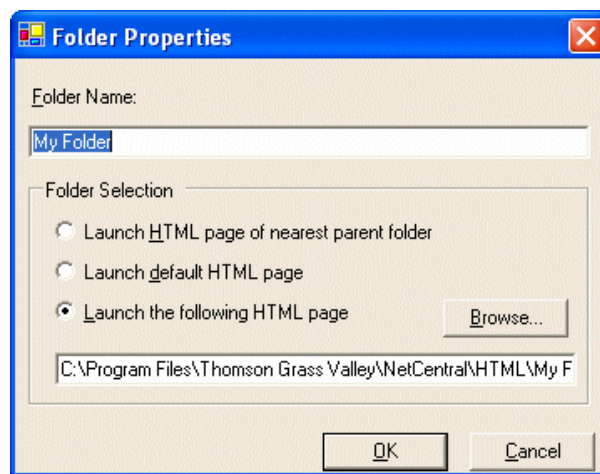 Folder Properties
Folder Name:
My Folder
Folder Selection
Launch HTML page of nearest parent folder
Launch default HTML page
Launch the following HTML page
Browse...
C:\Program Files\Thomson Grass Valley\NetCentral\HTML\My F
OK
Cancel